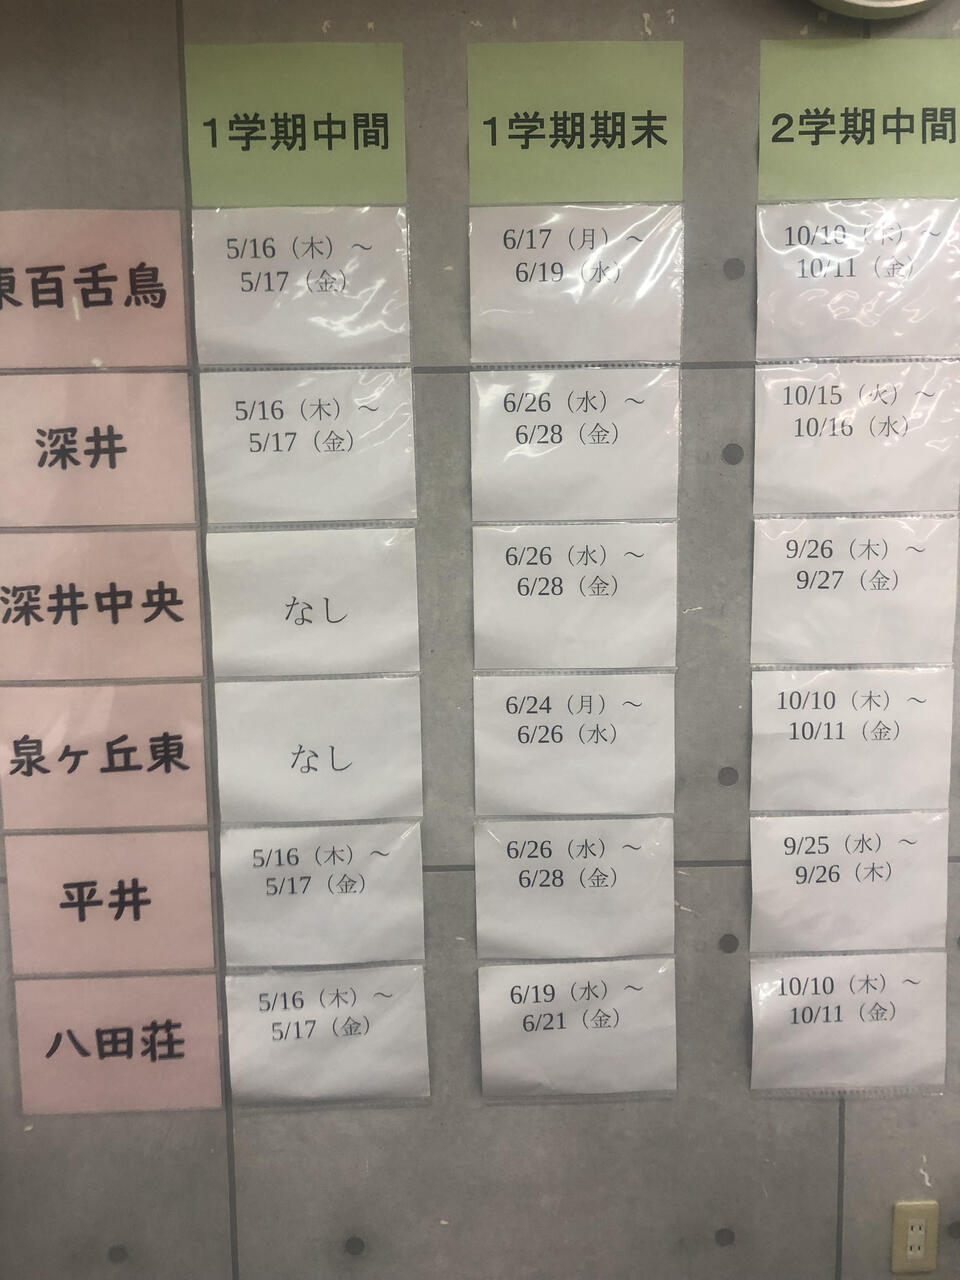 1学期中間
1学期期末
2学期中間
東百舌鳥
5/16（木）～
5/17（金）
6/17（月）～
6/19（水）
10/10（木）～
10/11（金）
深井
5/16（木）～
5/17（金）
6/26（水）～
6/28（金）
10/15（火）～
10/16（水）
深井中央
なし
6/26（水）～
6/28（金）
9/26（木）～
9/27（金）
泉ヶ丘東
なし
6/24（月）～
6/26（水）
10/10（木）～
10/11（金）
平井
5/16（木）～
5/17（金）
6/26（水）～
6/28（金）
9/25（水）～
9/26（木）
八田荘
5/16（木）～
5/17（金）
6/19（水）～
6/21（金）
10/10（木）～
10/11（金）